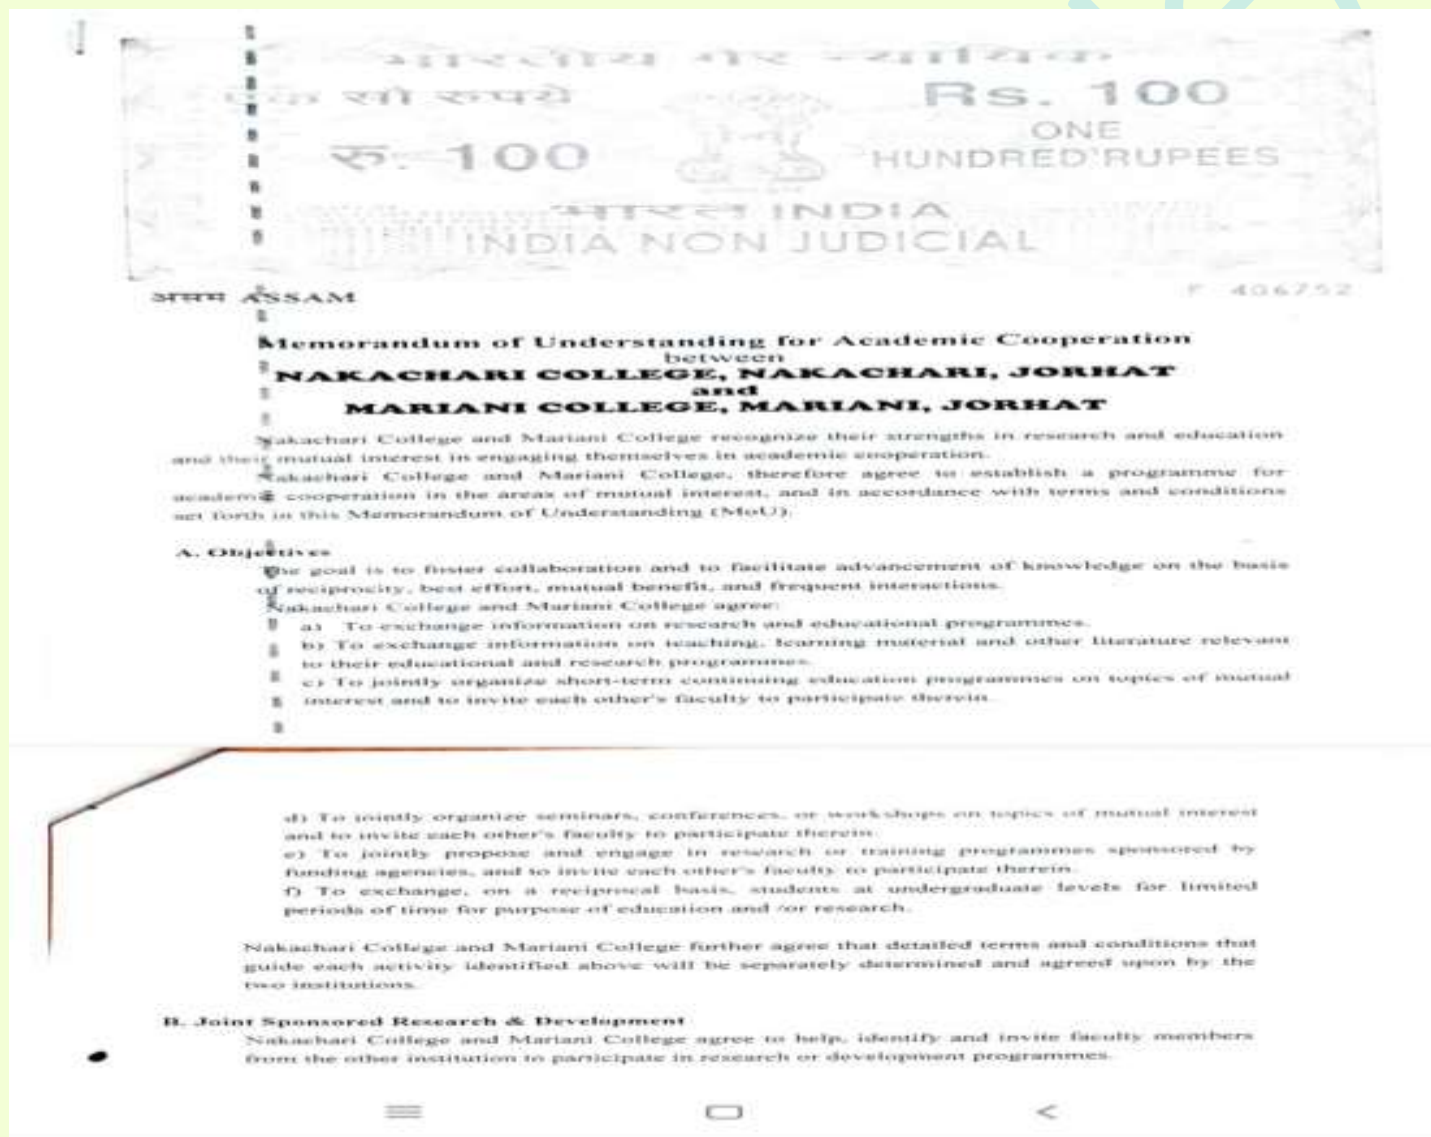 भारतीय गैर न्यायिक
एक सौ रुपये
Rs. 100
रु. 100
ONE
HUNDRED RUPEES
भारत INDIA
INDIA NON JUDICIAL
असम ASSAM
F 406752
Memorandum of Understanding for Academic Cooperation
between
NAKACHARI COLLEGE, NAKACHARI, JORHAT
and
MARIANI COLLEGE, MARIANI, JORHAT
Nakachari College and Mariani College recognize their strengths in research and education
and their mutual interest in engaging themselves in academic cooperation.
Nakachari College and Mariani College, therefore agree to establish a programme for
academic cooperation in the areas of mutual interest, and in accordance with terms and conditions
set forth in this Memorandum of Understanding (MoU).
A. Objectives
The goal is to foster collaboration and to facilitate advancement of knowledge on the basis
of reciprocity, best effort, mutual benefit, and frequent interactions.
Nakachari College and Mariani College agree:
a) To exchange information on research and educational programmes.
b) To exchange information on teaching, learning material and other literature relevant
to their educational and research programmes.
c) To jointly organize short-term continuing education programmes on topics of mutual
interest and to invite each other's faculty to participate therein.
d) To jointly organize seminars, conferences, or workshops on topics of mutual interest
and to invite each other's faculty to participate therein.
e) To jointly propose and engage in research or training programmes sponsored by
funding agencies, and to invite each other's faculty to participate therein.
f) To exchange, on a reciprocal basis, students at undergraduate levels for limited
periods of time for purpose of education and /or research.
Nakachari College and Mariani College further agree that detailed terms and conditions that
guide each activity identified above will be separately determined and agreed upon by the
two institutions.
B. Joint Sponsored Research & Development
Nakachari College and Mariani College agree to help, identify and invite faculty members
from the other institution to participate in research or development programmes.